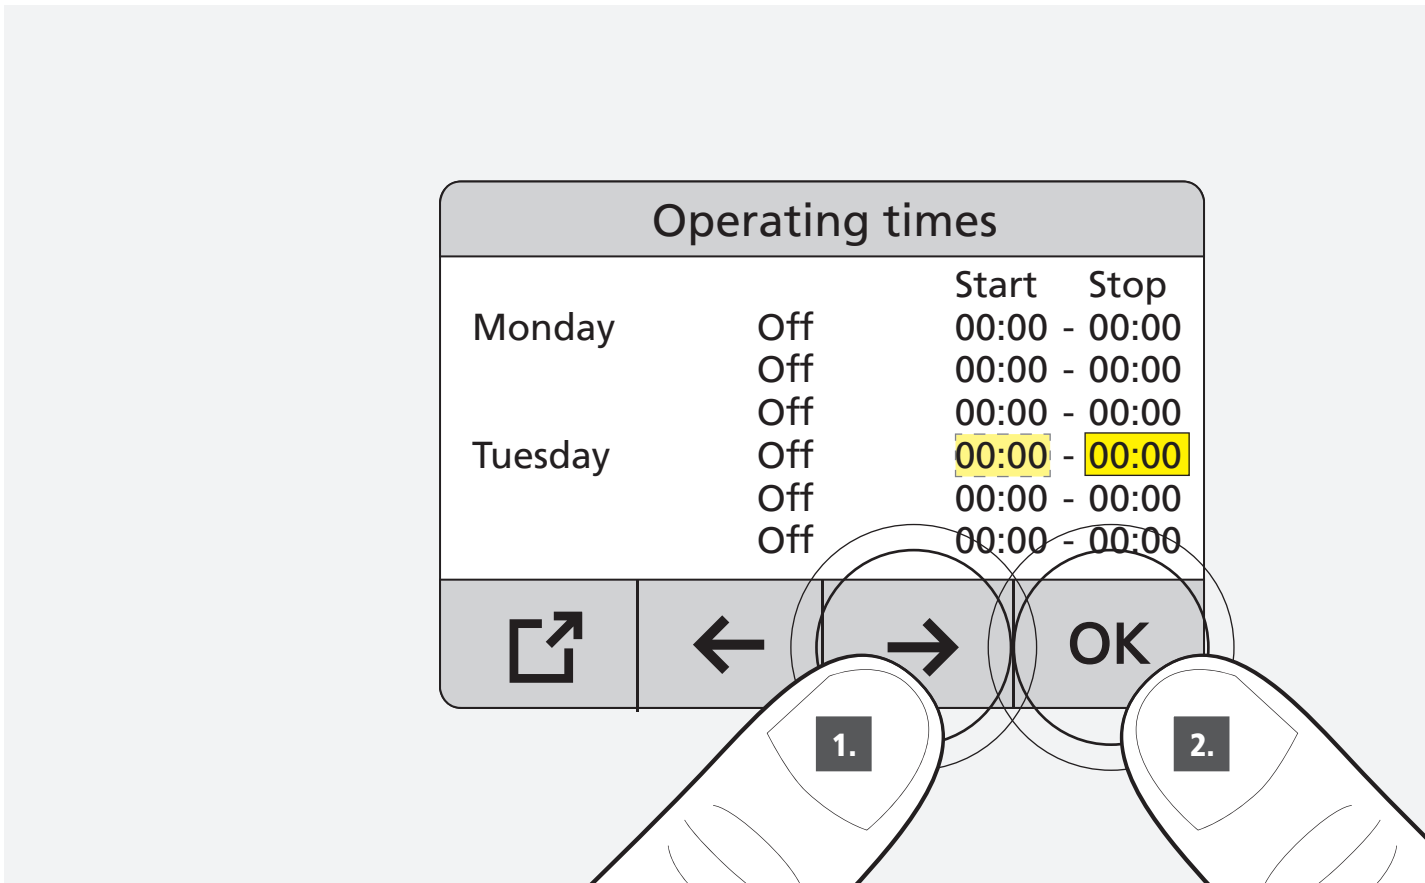 Operating times
Start Stop
Monday Off 00:00 - 00:00
Off 00:00 - 00:00
Off 00:00 - 00:00
Tuesday Off 00:00 - 00:00
Off 00:00 - 00:00
Off 00:00 - 00:00
OK
1. 2.